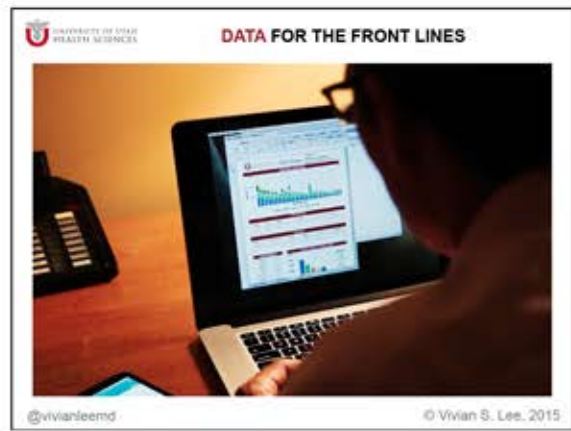 UNIVERSITY OF UTAH
HEALTH SCIENCES
DATA FOR THE FRONT LINES
@vivianleemd
© Vivian S. Lee, 2015